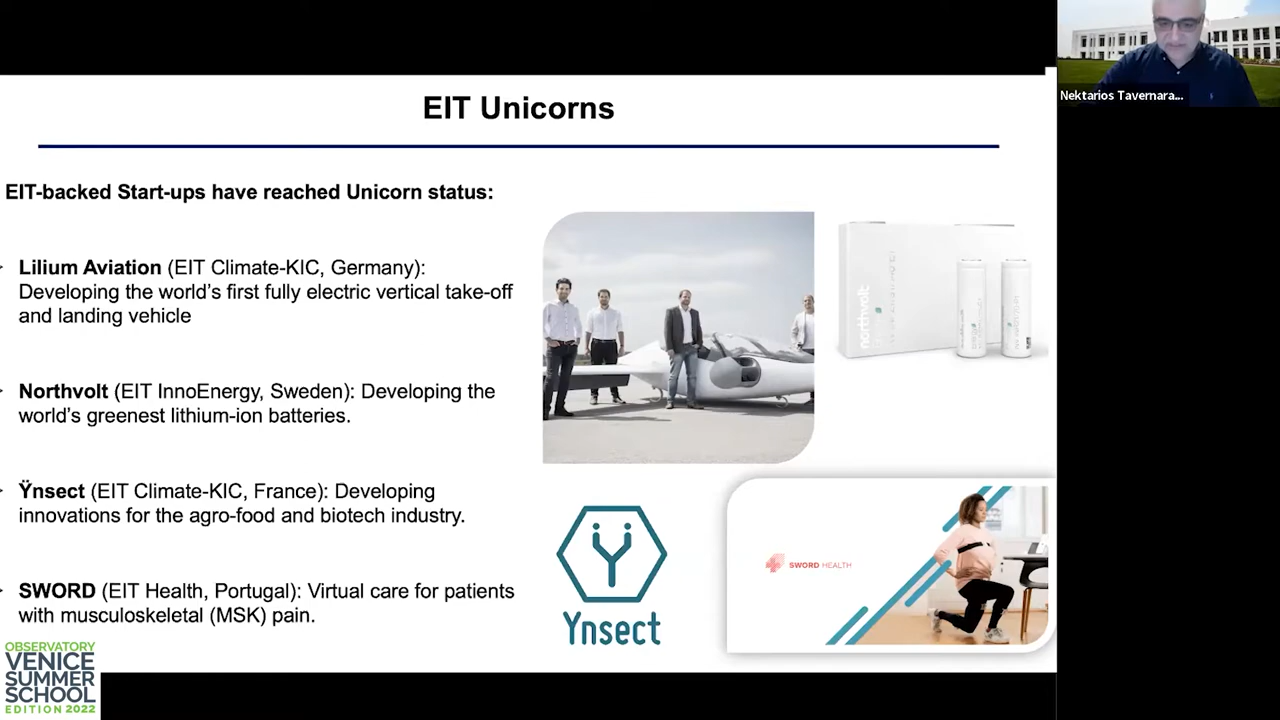 EIT Unicorns
Nektarios Tavernara...
EIT-backed Start-ups have reached Unicorn status:
Lilium Aviation (EIT Climate-KIC, Germany):
Developing the world's first fully electric vertical take-off
and landing vehicle
Northvolt (EIT InnoEnergy, Sweden): Developing the
world's greenest lithium-ion batteries.
Ÿnsect (EIT Climate-KIC, France): Developing
innovations for the agro-food and biotech industry.
SWORD (EIT Health, Portugal): Virtual care for patients
with musculoskeletal (MSK) pain.
northvolt
Ynsect
SWORD HEALTH
OBSERVATORY
VENICE
SUMMER
SCHOOL
EDITION 2022